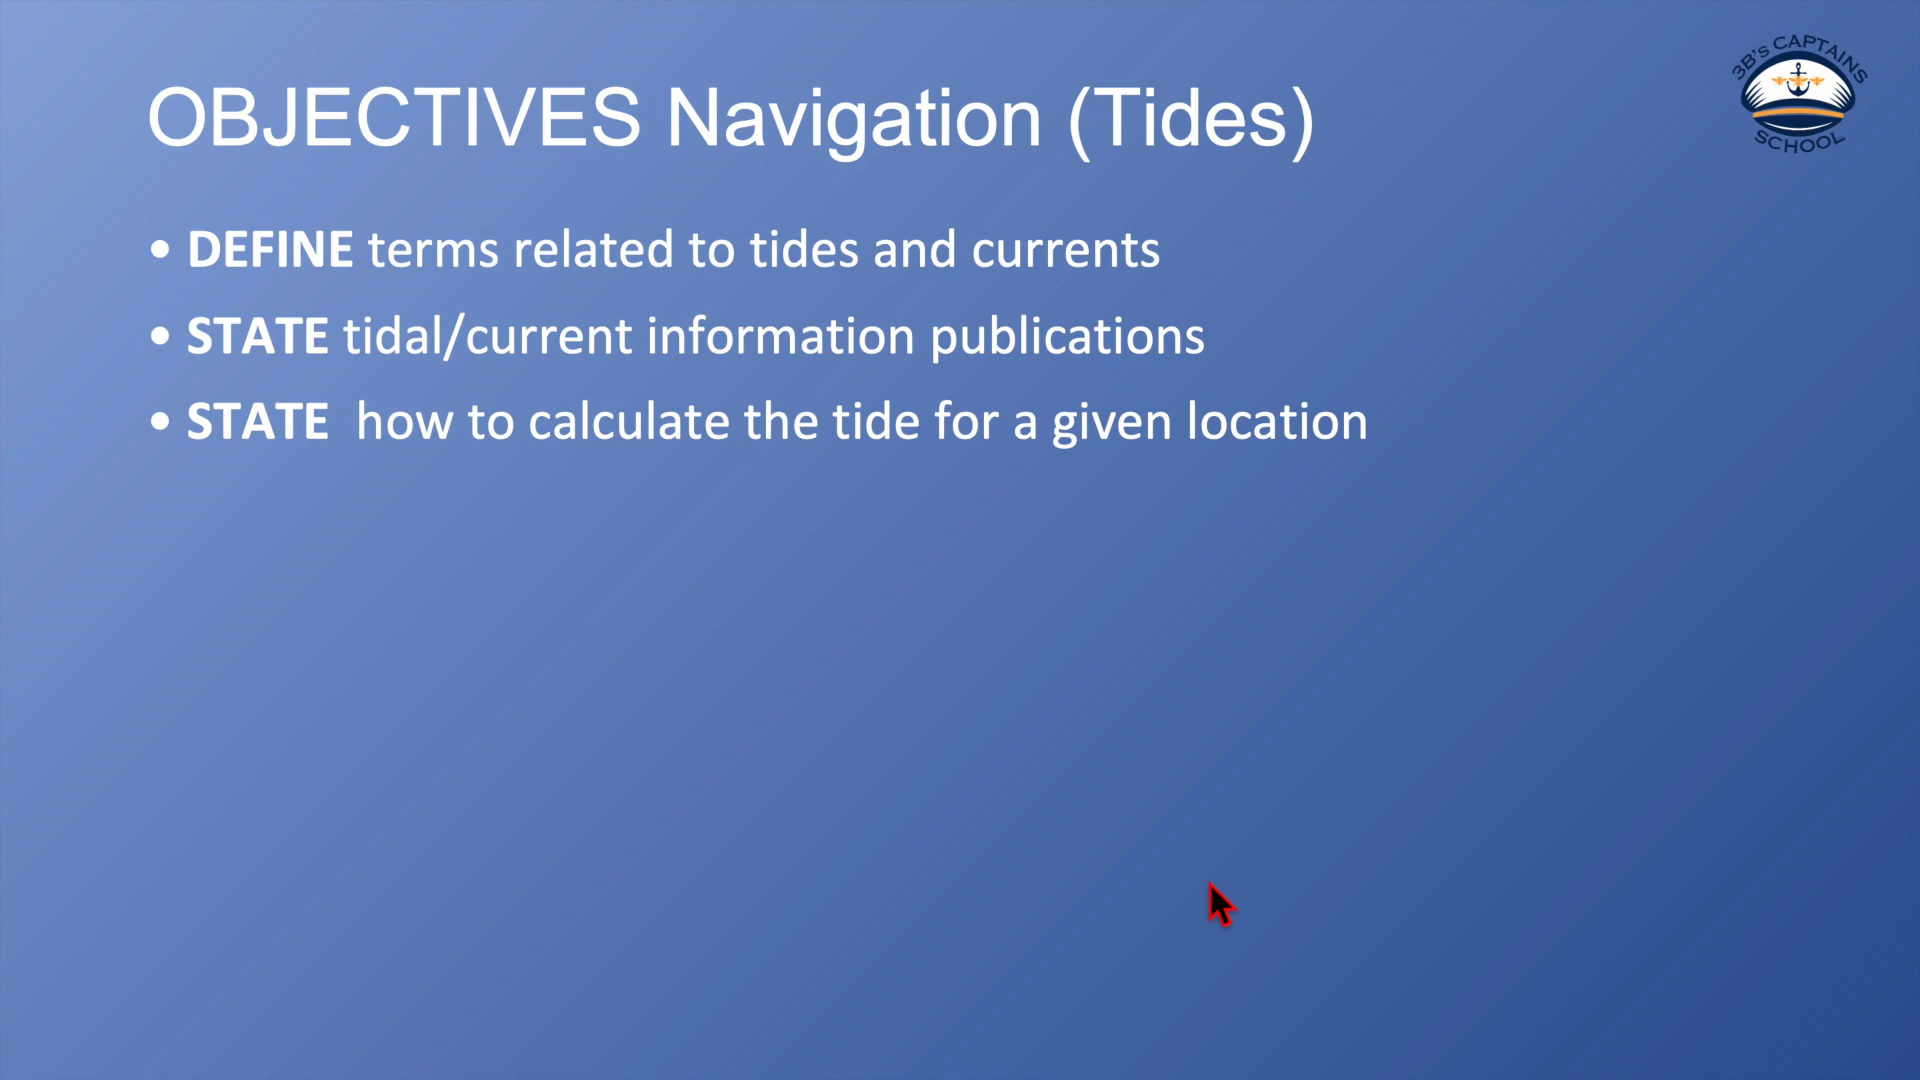 3B's CAPTAINS
SCHOOL
OBJECTIVES Navigation (Tides)
• DEFINE terms related to tides and currents
• STATE tidal/current information publications
• STATE  how to calculate the tide for a given location